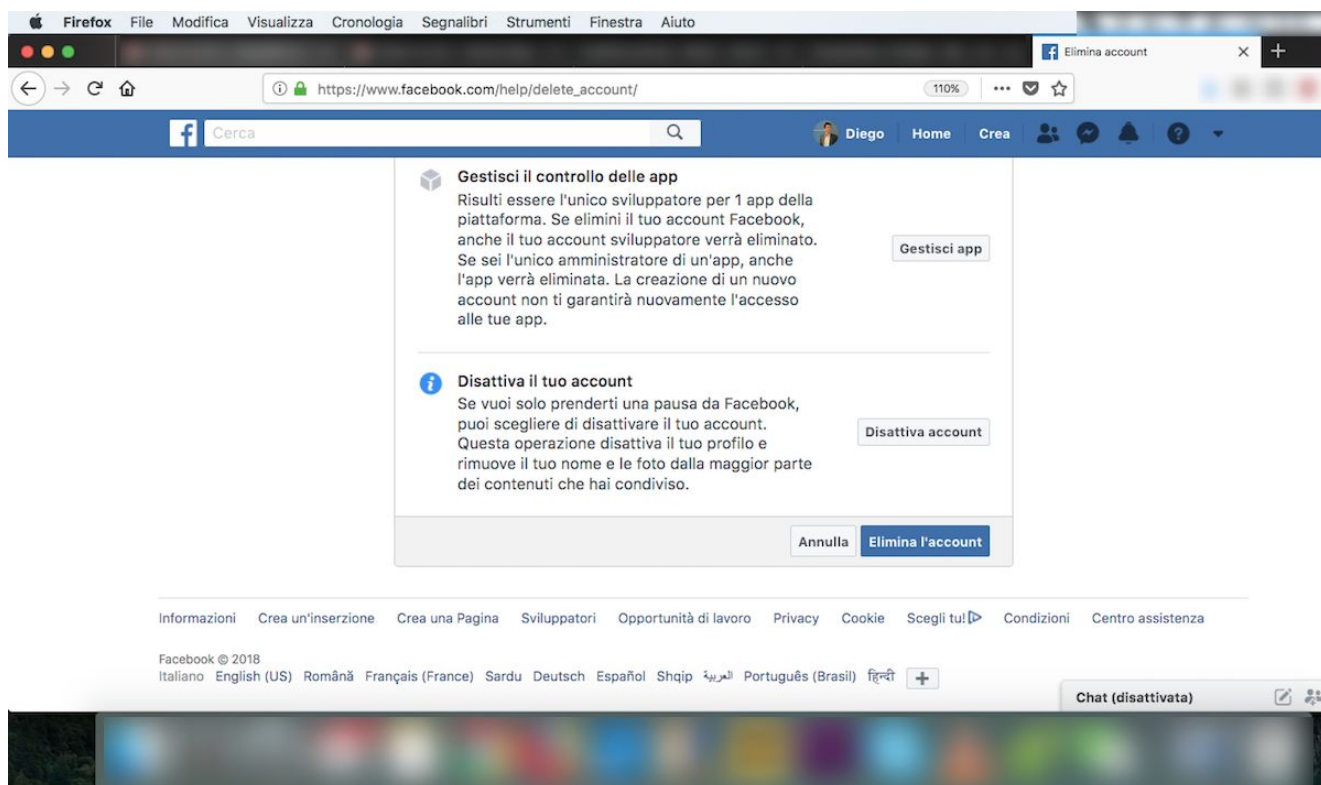 Firefox File Modifica Visualizza Cronologia Segnalibri Strumenti Finestra Aiuto
Elimina account
https://www.facebook.com/help/delete_account/
110%
Cerca
Diego Home Crea
Gestisci il controllo delle app
Risulti essere l'unico sviluppatore per 1 app della
piattaforma. Se elimini il tuo account Facebook,
anche il tuo account sviluppatore verrà eliminato.
Se sei l'unico amministratore di un'app, anche
l'app verrà eliminata. La creazione di un nuovo
account non ti garantirà nuovamente l'accesso
alle tue app.
Gestisci app
Disattiva il tuo account
Se vuoi solo prenderti una pausa da Facebook,
puoi scegliere di disattivare il tuo account.
Questa operazione disattiva il tuo profilo e
rimuove il tuo nome e le foto dalla maggior parte
dei contenuti che hai condiviso.
Disattiva account
Annulla Elimina l'account
Informazioni Crea un'inserzione Crea una Pagina Sviluppatori Opportunità di lavoro Privacy Cookie Scegli tu! Condizioni Centro assistenza
Facebook © 2018
Italiano English (US) Română Français (France) Sardu Deutsch Español Shqip العربية Português (Brasil) हिन्दी
Chat (disattivata)